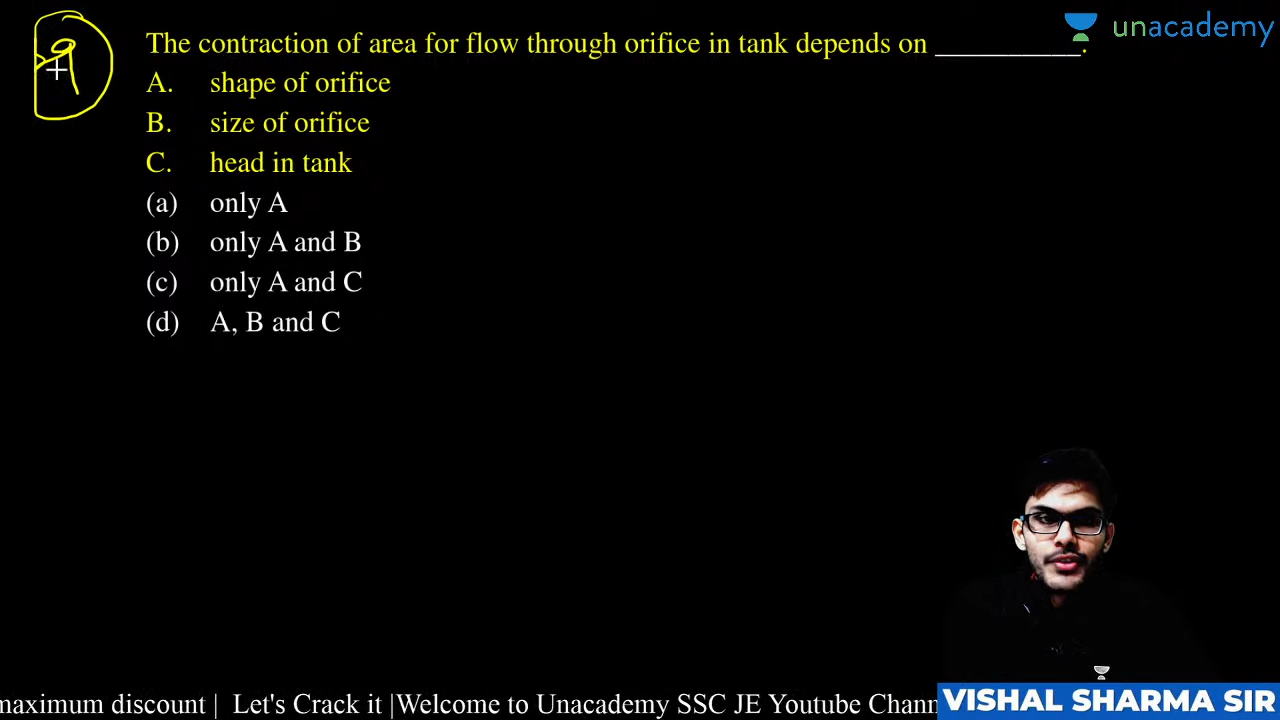 9
The contraction of area for flow through orifice in tank depends on __________.
unacademy
A. shape of orifice
B. size of orifice
C. head in tank
(a) only A
(b) only A and B
(c) only A and C
(d) A, B and C
maximum discount | Let's Crack it |Welcome to Unacademy SSC JE Youtube Chann
VISHAL SHARMA SIR